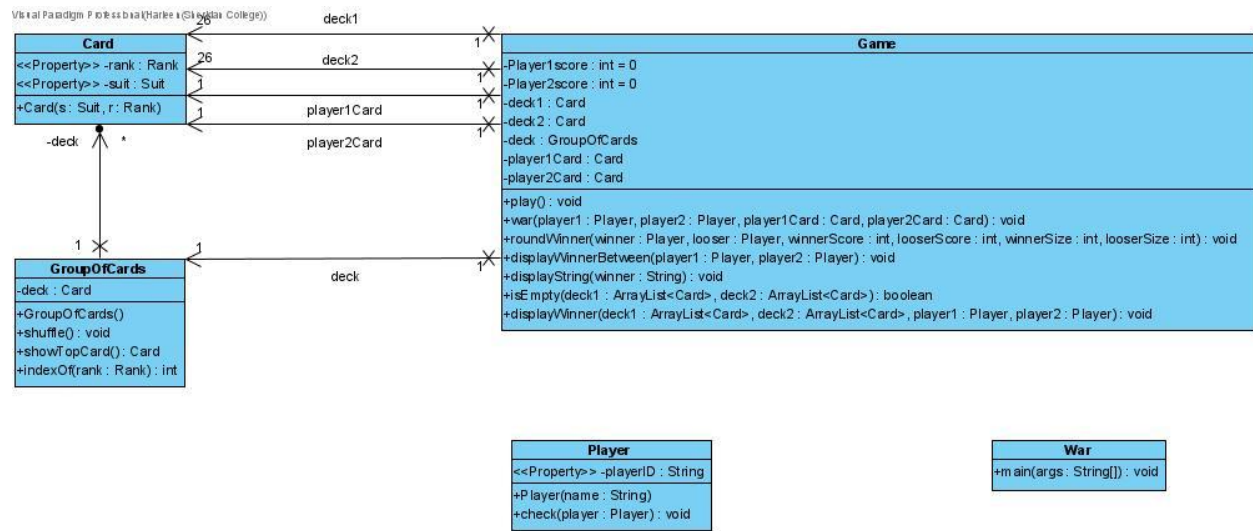 Visual Paradigm Professional(Harleen(Sheridan College))
Card
<<Property>> -rank : Rank
<<Property>> -suit : Suit
+Card(s : Suit, r : Rank)
26
deck1
1
26
deck2
1
1
player1Card
1
1
player2Card
1
-deck
*
1
GroupOfCards
-deck : Card
+GroupOfCards()
+shuffle() : void
+showTopCard() : Card
+indexOf(rank : Rank) : int
1
deck
1
Game
-Player1score : int = 0
-Player2score : int = 0
-deck1 : Card
-deck2 : Card
-deck : GroupOfCards
-player1Card : Card
-player2Card : Card
+play() : void
+war(player1 : Player, player2 : Player, player1Card : Card, player2Card : Card) : void
+roundWinner(winner : Player, looser : Player, winnerScore : int, looserScore : int, winnerSize : int, looserSize : int) : void
+displayWinnerBetween(player1 : Player, player2 : Player) : void
+displayString(winner : String) : void
+isEmpty(deck1 : ArrayList<Card>, deck2 : ArrayList<Card>) : boolean
+displayWinner(deck1 : ArrayList<Card>, deck2 : ArrayList<Card>, player1 : Player, player2 : Player) : void
Player
<<Property>> -playerID : String
+Player(name : String)
+check(player : Player) : void
War
+main(args : String[]) : void